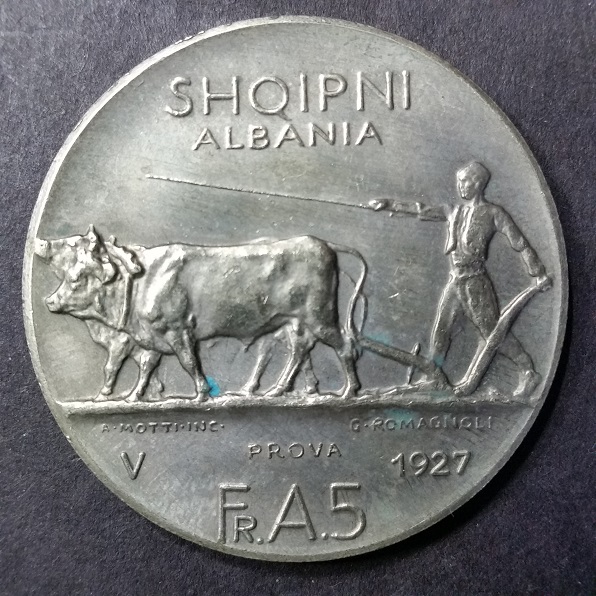 SHQIPNI
ALBANIA
A·MOTTI·INC· G·ROMAGNOLI
V PROVA 1927
FR.A.5